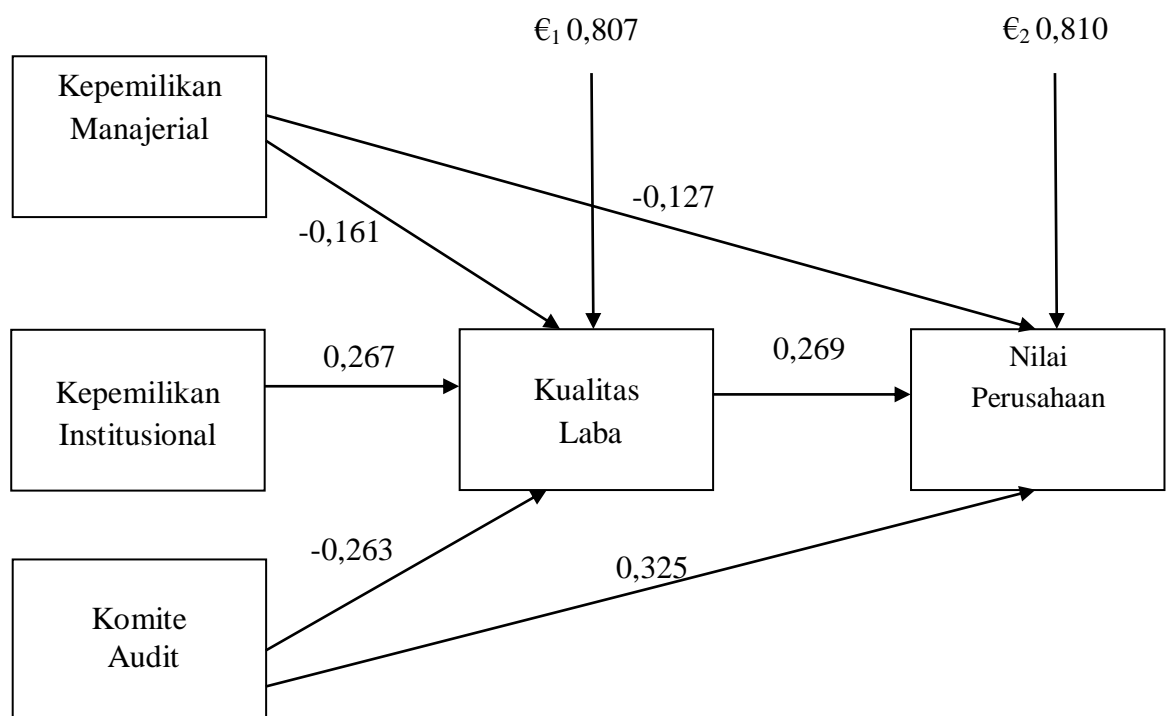 €₁ 0,807
€₂ 0,810
Kepemilikan
Manajerial
-0,127
-0,161
0,267
0,269
Kepemilikan
Institusional
Kualitas
Laba
Nilai
Perusahaan
-0,263
0,325
Komite
Audit